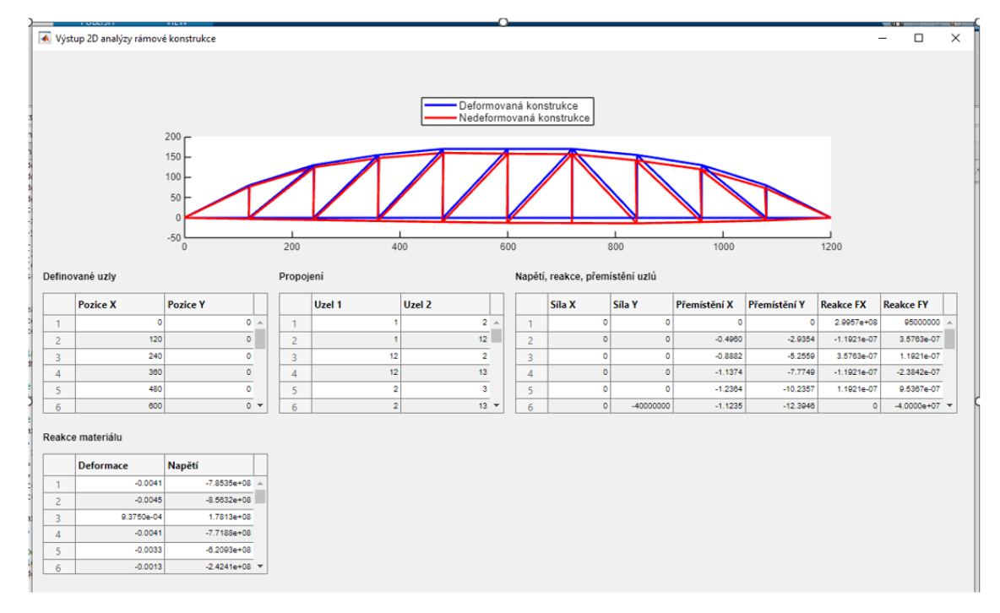 PUBLISH VIEW
Výstup 2D analýzy rámové konstrukce
Deformovaná konstrukce
Nedeformovaná konstrukce
200
150
100
50
0
-50
0 200 400 600 800 1000 1200
Definované uzly Propojení Napětí, reakce, přemístění uzlů
Pozice X Pozice Y Uzel 1 Uzel 2 Síla X Síla Y Přemístění X Přemístění Y Reakce FX Reakce FY
1 0 0 1 1 2 1 0 0 0 0 2.9957e+08 95000000
2 120 0 2 1 12 2 0 0 -0.4960 -2.9354 -1.1921e-07 3.5763e-07
3 240 0 3 12 2 3 0 0 -0.8882 -5.2559 3.5763e-07 1.1921e-07
4 360 0 4 12 13 4 0 0 -1.1374 -7.7749 -1.1921e-07 -2.3842e-07
5 480 0 5 2 3 5 0 0 -1.2364 -10.2357 1.1921e-07 9.5367e-07
6 600 0 6 2 13 6 0 -40000000 -1.1235 -12.3946 0 -4.0000e+07
Reakce materiálu
Deformace Napětí
1 -0.0041 -7.8535e+08
2 -0.0045 -8.5632e+08
3 9.3750e-04 1.7813e+08
4 -0.0041 -7.7188e+08
5 -0.0033 -6.2093e+08
6 -0.0013 -2.4241e+08